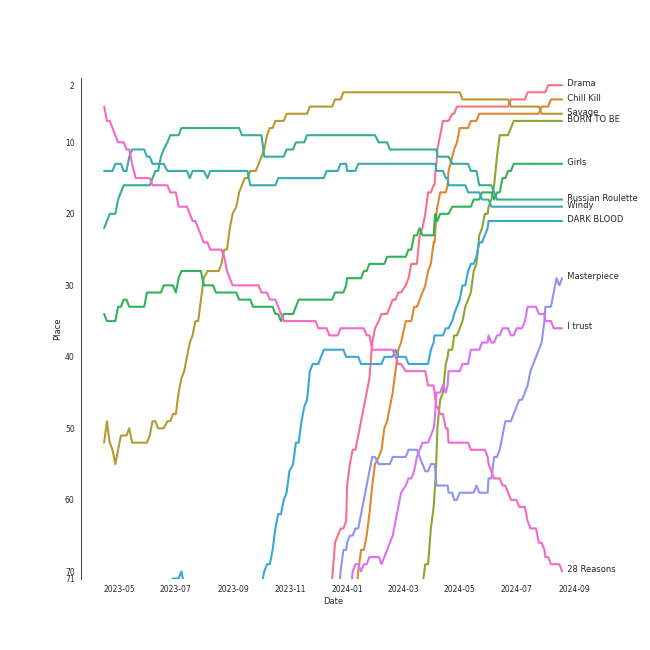 2
10
20
30
40
50
60
70
71
Place
2023-05
2023-07
2023-09
2023-11
2024-01
2024-03
2024-05
2024-07
2024-09
Date
Drama
Chill Kill
Savage
BORN TO BE
Girls
Russian Roulette
Windy
DARK BLOOD
Masterpiece
I trust
28 Reasons